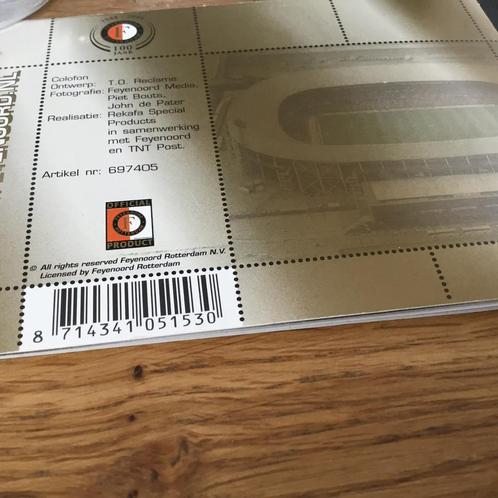 100
JAAR
FEYENOORD.NL
Colofon
Ontwerp: T.O. Reclame
Fotografie: Feyenoord Media,
Piet Bouts,
John de Pater
Realisatie: Rekafa Special
Products
in samenwerking
met Feyenoord
en TNT Post.
Artikel nr: 697405
OFFICIAL
PRODUCT
© All rights reserved Feyenoord Rotterdam N.V.
Licensed by Feyenoord Rotterdam
8 714341 051530